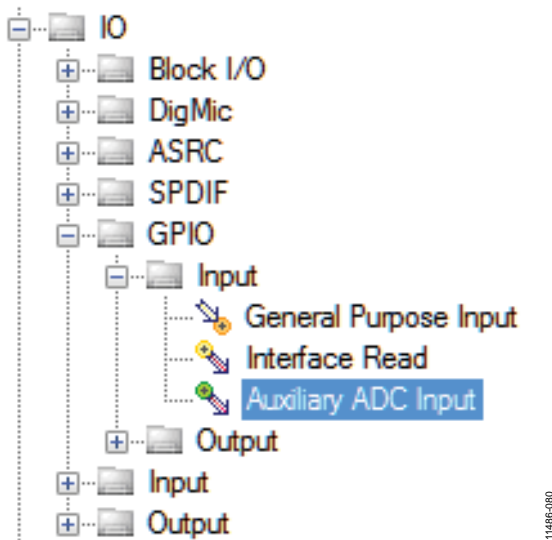 IO
Block I/O
DigMic
ASRC
SPDIF
GPIO
Input
General Purpose Input
Interface Read
Auxiliary ADC Input
Output
Input
Output
11486-080